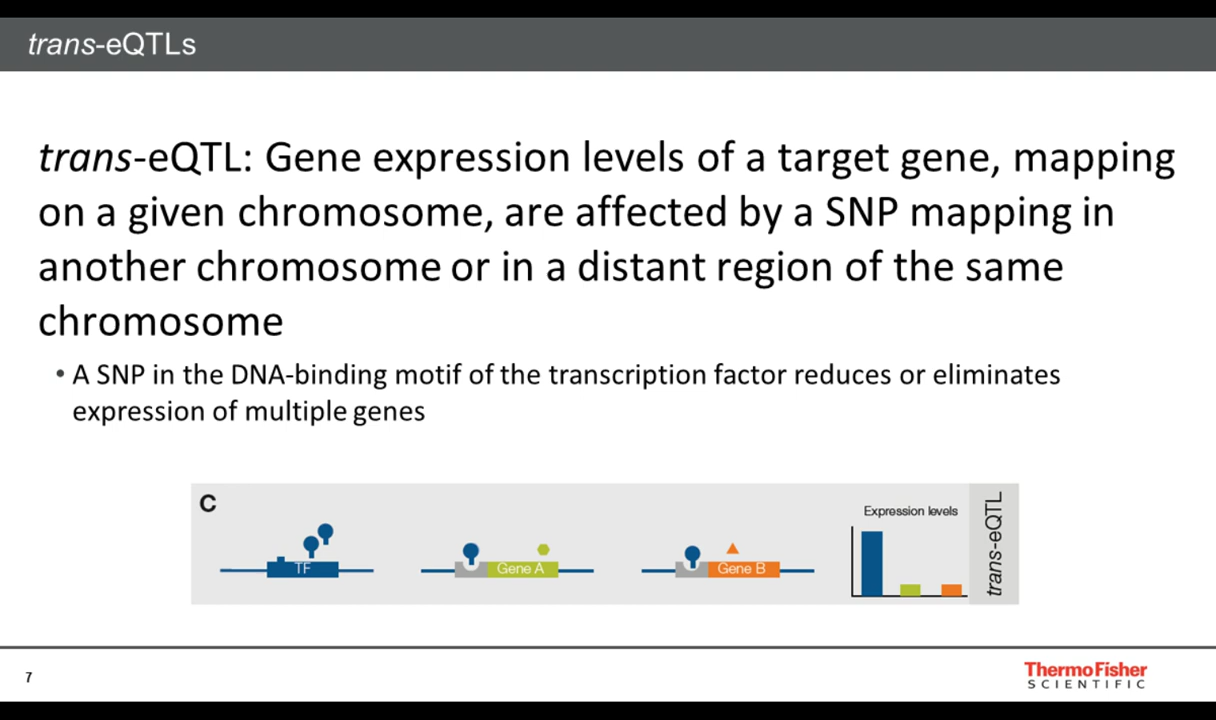 trans-eQTLs
trans-eQTL: Gene expression levels of a target gene, mapping
on a given chromosome, are affected by a SNP mapping in
another chromosome or in a distant region of the same
chromosome
• A SNP in the DNA-binding motif of the transcription factor reduces or eliminates
expression of multiple genes
C
TF
Gene A
Gene B
Expression levels
trans-eQTL
7
ThermoFisher
SCIENTIFIC